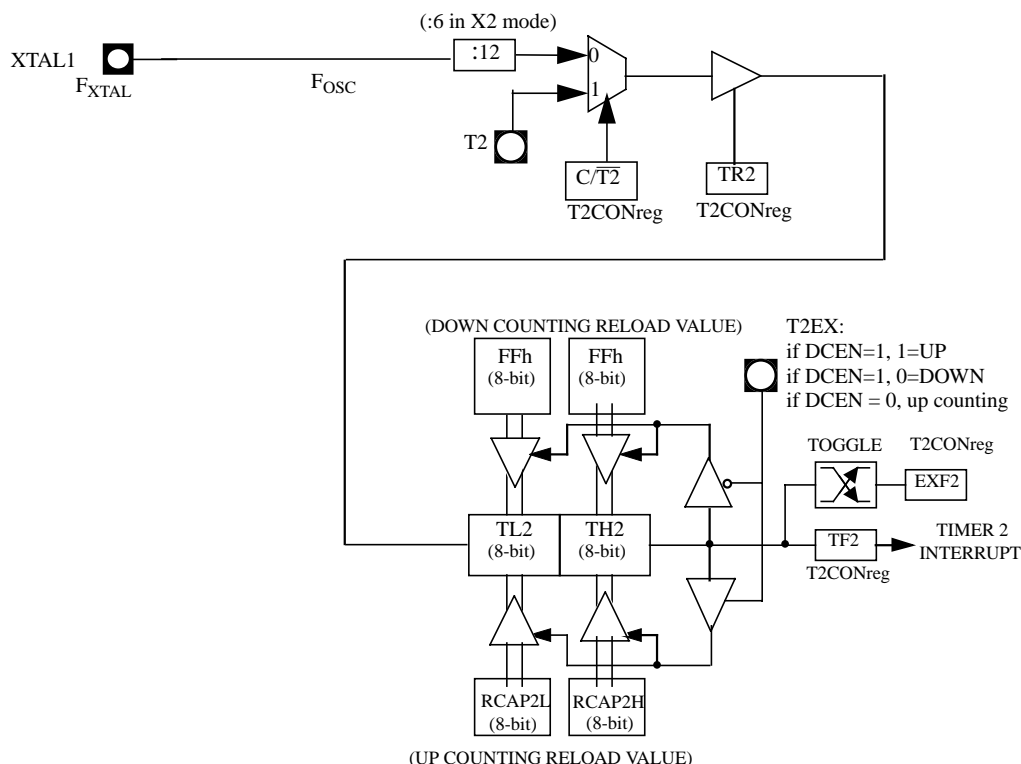 (:6 in X2 mode)
XTAL1
:12
0
FXTAL
FOSC
1
T2
C/T2
TR2
T2CONreg
T2CONreg
(DOWN COUNTING RELOAD VALUE)
T2EX:
if DCEN=1, 1=UP
if DCEN=1, 0=DOWN
if DCEN = 0, up counting
FFh
(8-bit)
FFh
(8-bit)
TOGGLE
T2CONreg
EXF2
TL2
(8-bit)
TH2
(8-bit)
TF2
TIMER 2
INTERRUPT
T2CONreg
RCAP2L
(8-bit)
RCAP2H
(8-bit)
(UP COUNTING RELOAD VALUE)